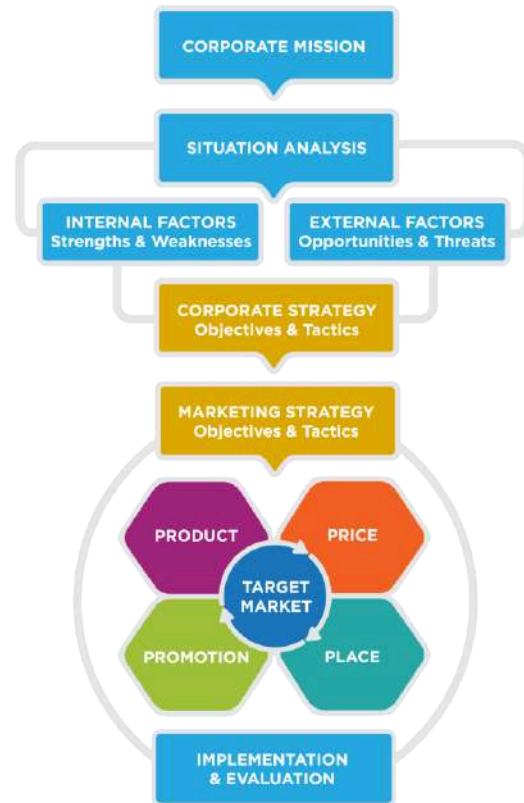 CORPORATE MISSION
SITUATION ANALYSIS
INTERNAL FACTORS
Strengths & Weaknesses
EXTERNAL FACTORS
Opportunities & Threats
CORPORATE STRATEGY
Objectives & Tactics
MARKETING STRATEGY
Objectives & Tactics
PRODUCT
PRICE
TARGET
MARKET
PROMOTION
PLACE
IMPLEMENTATION
& EVALUATION